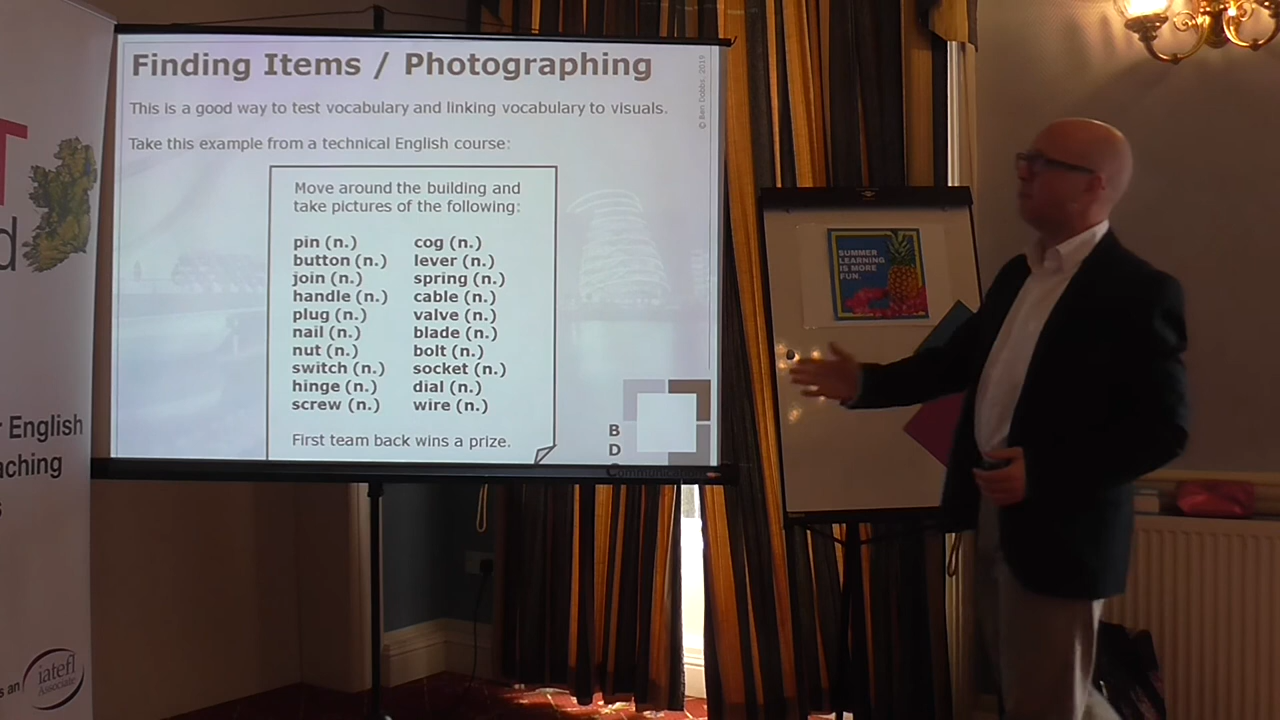 Finding Items / Photographing
This is a good way to test vocabulary and linking vocabulary to visuals.
Take this example from a technical English course:
Move around the building and
take pictures of the following:
pin (n.) cog (n.)
button (n.) lever (n.)
join (n.) spring (n.)
handle (n.) cable (n.)
plug (n.) valve (n.)
nail (n.) blade (n.)
nut (n.) bolt (n.)
switch (n.) socket (n.)
hinge (n.) dial (n.)
screw (n.) wire (n.)
First team back wins a prize.
B
D
© Ben Dobbs, 2019
SUMMER
LEARNING
IS MORE
FUN.
T
d
r English
aching
s
s an iatefl
Associate